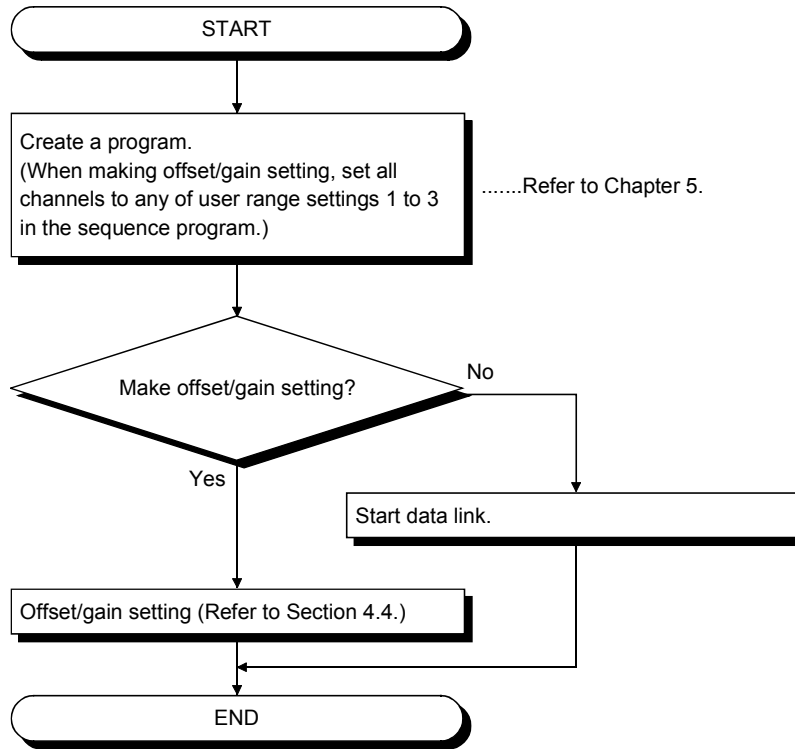 START
Create a program.
(When making offset/gain setting, set all
channels to any of user range settings 1 to 3
in the sequence program.)
.......Refer to Chapter 5.
Make offset/gain setting?
No
Yes
Start data link.
Offset/gain setting (Refer to Section 4.4.)
END